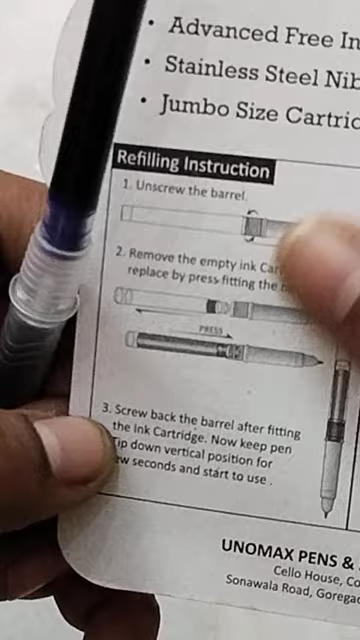 • Advanced Free In
• Stainless Steel Nib
• Jumbo Size Cartric
Refilling Instruction
1. Unscrew the barrel.
2. Remove the empty ink Car
replace by press fitting the
PRESS
3. Screw back the barrel after fitting
the Ink Cartridge. Now keep pen
Tip down vertical position for
ew seconds and start to use .
UNOMAX PENS &
Cello House, Co
Sonawala Road, Gorega